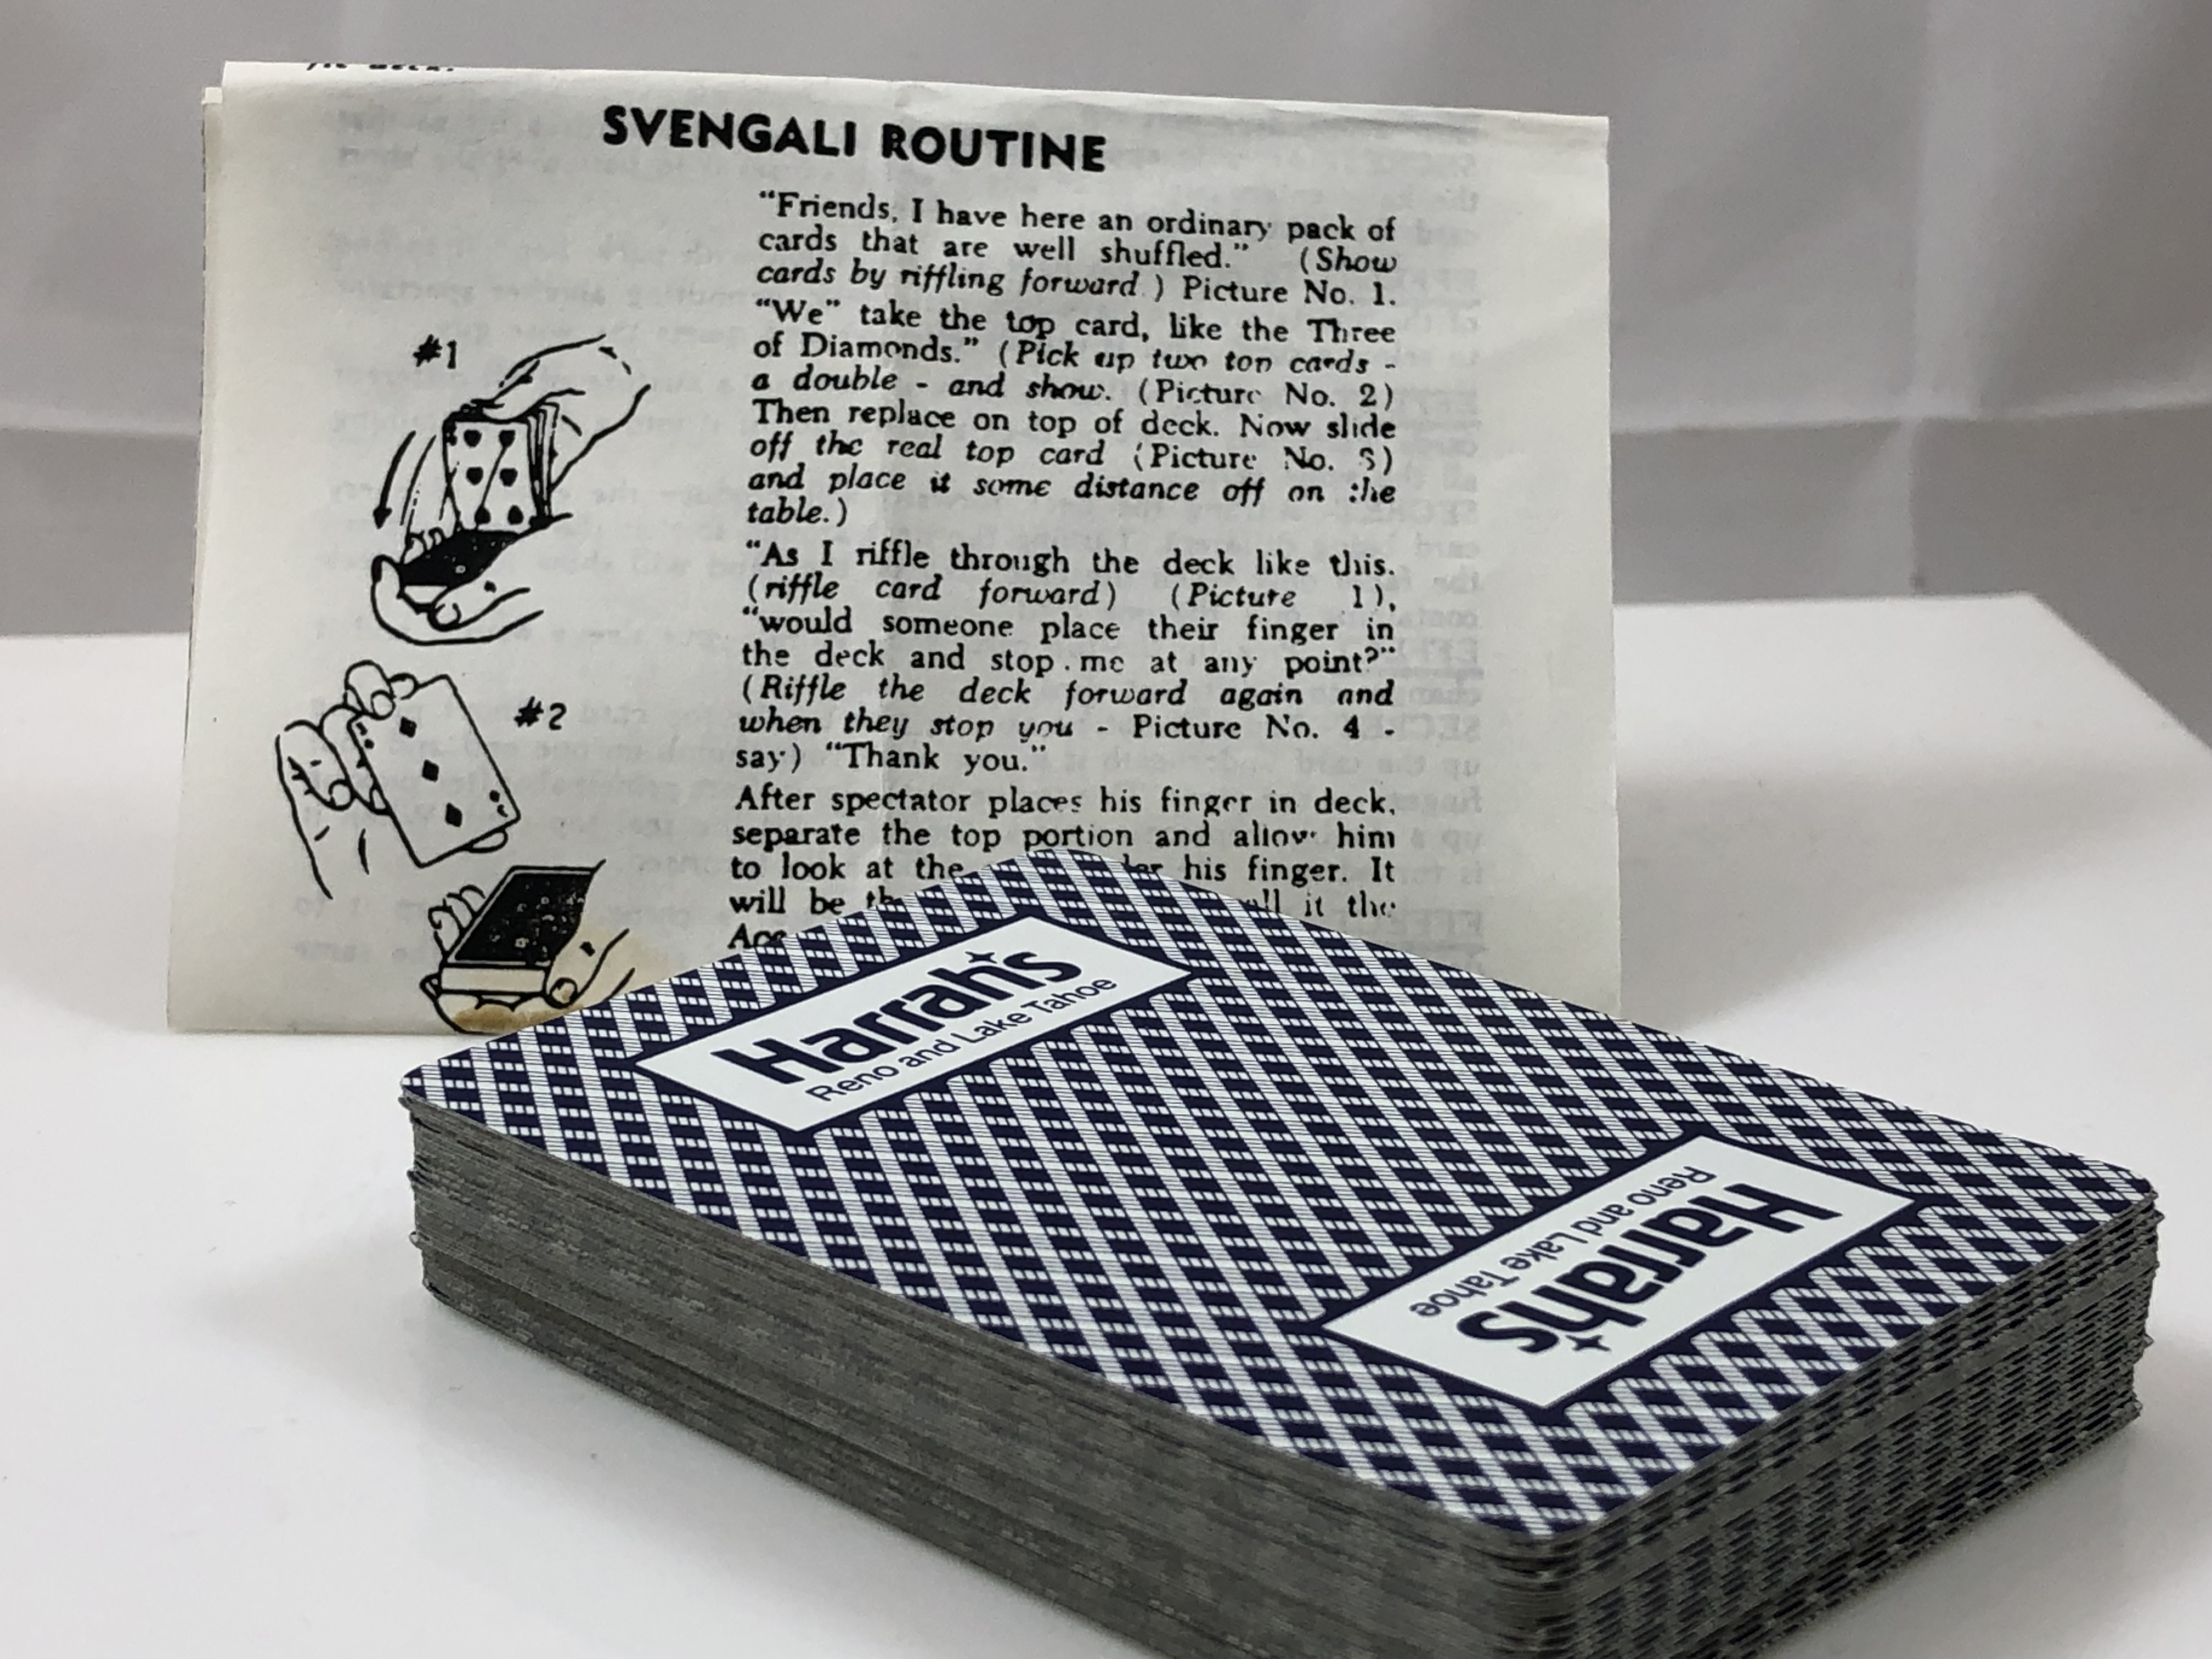 SVENGALI ROUTINE
"Friends, I have here an ordinary pack of
cards that are well shuffled." (Show
cards by riffling forward.) Picture No. 1.
"We" take the top card, like the Three
of Diamonds." (Pick up two top cards -
a double - and show. (Picture No. 2)
Then replace on top of deck. Now slide
off the real top card (Picture No. 3)
and place it some distance off on the
table.)
"As I riffle through the deck like this.
(riffle card forward) (Picture 1),
"would someone place their finger in
the deck and stop me at any point?"
(Riffle the deck forward again and
when they stop you - Picture No. 4 -
say) "Thank you."
After spectator places his finger in deck,
separate the top portion and allow him
to look at the his finger. It
will be it the
#1
#2
Harrah's
Reno and Lake Tahoe
Harrah's
Reno and Lake Tahoe